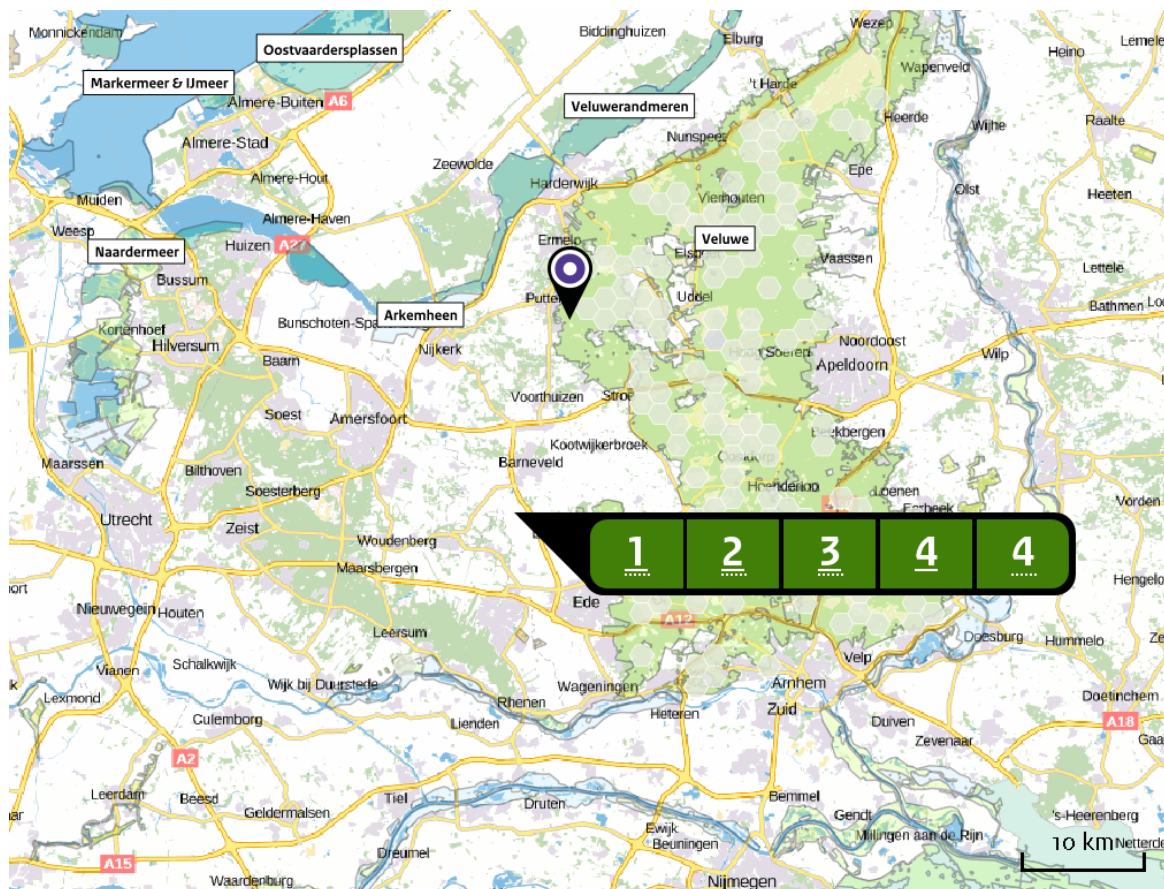 Monnickendam
Oostvaardersplassen
Biddinghuizen
Elburg
Wezep
Heino
Lemele
Markermeer & IJmeer
Almere-Buiten
A6
Veluwerandmeren
't Harde
Wapenveld
Heerde
Wijhe
Raalte
Almere-Stad
Nunspeet
Zeewolde
Harderwijk
Epe
Almere-Hout
Muiden
Vierhouten
Olst
Heeten
Weesp
Almere-Haven
Naardermeer
Huizen
A27
Ermelo
Veluwe
Vaassen
Lettele
Bussum
Putten
Uddel
Bathmen
Kortenhoef
Bunschoten-Spa
Arkemheen
Hilversum
Nijkerk
Noordoost
Wilp
Baarn
Soeren
Apeldoorn
Soest
Amersfoort
Voorthuizen
Stroe
Beekbergen
Kootwijkerbroek
Maarssen
Bilthoven
Barneveld
Soesterberg
Hoenderloo
Loenen
Vorden
Utrecht
Zeist
Eerbeek
Woudenberg
1 2 3 4 4
Maarsbergen
Hengelo
Nieuwegein
Houten
Ede
A12
Leersum
Doesburg
Hummelo
Schalkwijk
Velp
Vianen
Wijk bij Duurstede
Wageningen
Arnhem
Lexmond
Rhenen
Doetinchem
Culemborg
Lienden
Heteren
Zuid
Duiven
A18
Zevenaar
Gaa
A2
Leerdam
Beesd
Tiel
Druten
Bemmel
Geldermalsen
Gendt
's-Heerenberg
Ewijk
Beuningen
Millingen aan de Rijn
10 km
Netterde
Dreumel
A15
Waardenburg
Nijmegen